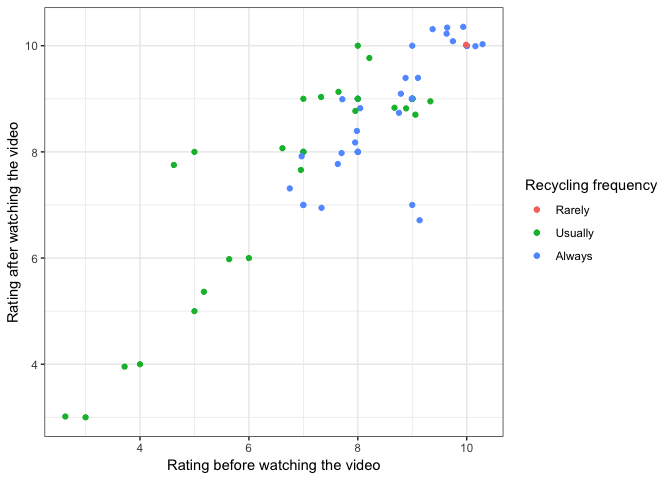 10
8
6
4
4
6
8
10
Rating before watching the video
Rating after watching the video
Recycling frequency
Rarely
Usually
Always